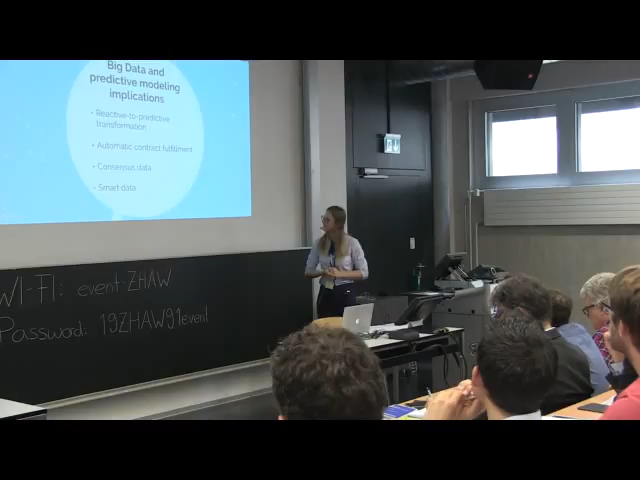 Big Data and
predictive modeling
implications
• Reactive-to-predictive
transformation
• Automatic contract fulfillment
• Consensus data
• Smart data
WI-FI: event-ZHAW
Password: 19ZHAW91event